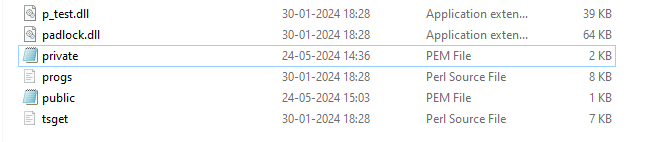 p_test.dll 30-01-2024 18:28 Application exten... 39 KB
padlock.dll 30-01-2024 18:28 Application exten... 64 KB
private 24-05-2024 14:36 PEM File 2 KB
progs 30-01-2024 18:28 Perl Source File 8 KB
public 24-05-2024 15:03 PEM File 1 KB
tsget 30-01-2024 18:28 Perl Source File 7 KB